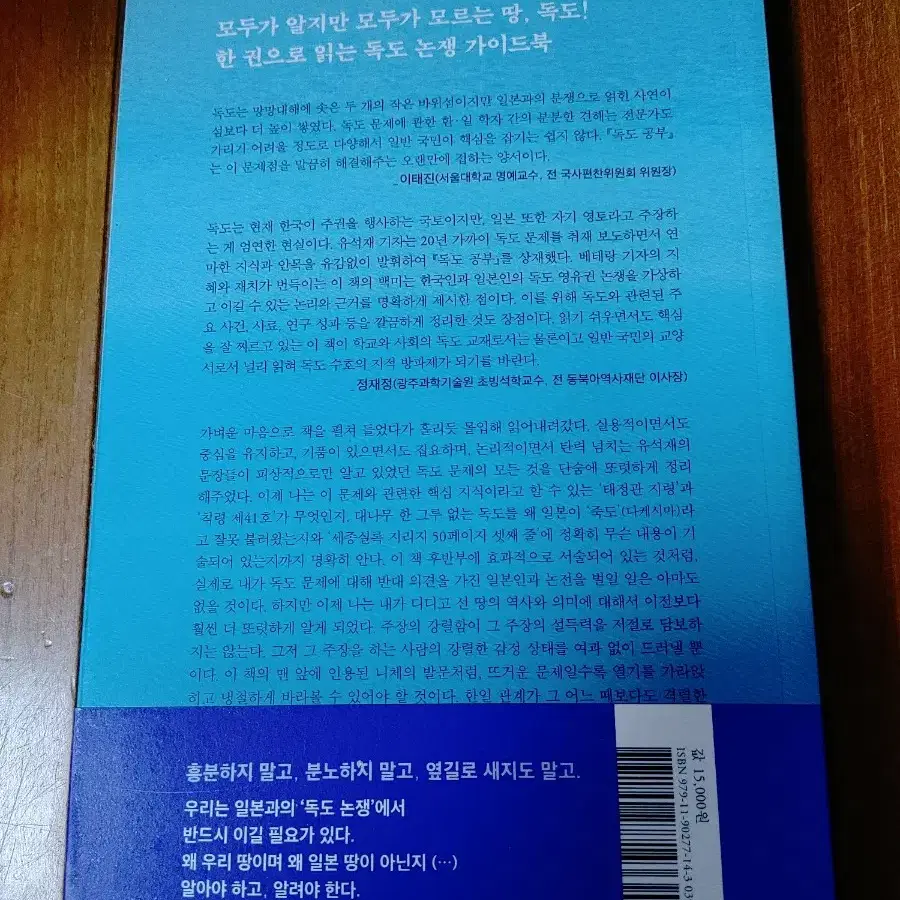 모두가 알지만 모두가 모르는 땅, 독도!
한 권으로 읽는 독도 논쟁 가이드북
독도는 망망대해에 솟은 두 개의 작은 바위섬이지만 일본과의 분쟁으로 얽힌 사연이
섬보다 더 높이 쌓였다. 독도 문제에 관한 한·일 학자 간의 분분한 견해는 전문가도
가리기 어려울 정도로 다양해서 일반 국민이 핵심을 잡기는 쉽지 않다. 『독도 공부』
는 이 문제점을 말끔히 해결해주는 오랜만에 접하는 양서이다.
_이태진(서울대학교 명예교수, 전 국사편찬위원회 위원장)
독도는 현재 한국이 주권을 행사하는 국토이지만, 일본 또한 자기 영토라고 주장하
는 게 엄연한 현실이다. 유석재 기자는 20년 가까이 독도 문제를 취재 보도하면서 연
마한 지식과 안목을 유감없이 발휘하여 『독도 공부』를 상재했다. 베테랑 기자의 지
혜와 재치가 번득이는 이 책의 백미는 한국인과 일본인의 독도 영유권 논쟁을 가상하
고 이길 수 있는 논리와 근거를 명확하게 제시한 점이다. 이를 위해 독도와 관련된 주
요 사건, 사료, 연구 성과 등을 깔끔하게 정리한 것도 장점이다. 읽기 쉬우면서도 핵심
을 잘 찌르고 있는 이 책이 학교와 사회의 독도 교재로서는 물론이고 일반 국민의 교양
서로서 널리 읽혀 독도 수호의 지적 방파제가 되기를 바란다.
_정재정(광주과학기술원 초빙석학교수, 전 동북아역사재단 이사장)
가벼운 마음으로 책을 펼쳐 들었다가 홀리듯 몰입해 읽어내려갔다. 실용적이면서도
중심을 유지하고, 기품이 있으면서도 집요하며, 논리적이면서 탄력 넘치는 유석재의
문장들이 피상적으로만 알고 있었던 독도 문제의 모든 것을 단숨에 또렷하게 정리
해주었다. 이제 나는 이 문제와 관련한 핵심 지식이라고 할 수 있는 '태정관 지령'과
'칙령 제41호'가 무엇인지, 대나무 한 그루 없는 독도를 왜 일본이 '죽도'(다케시마)라
고 잘못 불러왔는지와 '세종실록 지리지 50페이지 셋째 줄'에 정확히 무슨 내용이 기
술되어 있는지까지 명확히 안다. 이 책 후반부에 효과적으로 서술되어 있는 것처럼,
실제로 내가 독도 문제에 대해 반대 의견을 가진 일본인과 논전을 벌일 일은 아마도
없을 것이다. 하지만 이제 나는 내가 디디고 선 땅의 역사와 의미에 대해서 이전보다
훨씬 더 또렷하게 알게 되었다. 주장의 강렬함이 그 주장의 설득력을 저절로 담보하
지는 않는다. 그저 그 주장을 하는 사람의 강렬한 감정 상태를 여과 없이 드러낼 뿐
이다. 이 책의 맨 앞에 인용된 니체의 발문처럼, 뜨거운 문제일수록 열기를 가라앉
히고 냉철하게 바라볼 수 있어야 할 것이다. 한일 관계가 그 어느 때보다도 격렬한
흥분하지 말고, 분노하지 말고, 옆길로 새지도 말고.
우리는 일본과의 '독도 논쟁'에서
반드시 이길 필요가 있다.
왜 우리 땅이며 왜 일본 땅이 아닌지 (…)
알아야 하고, 알려야 한다.
값 15,000원
ISBN 979-11-90277-14-3 03